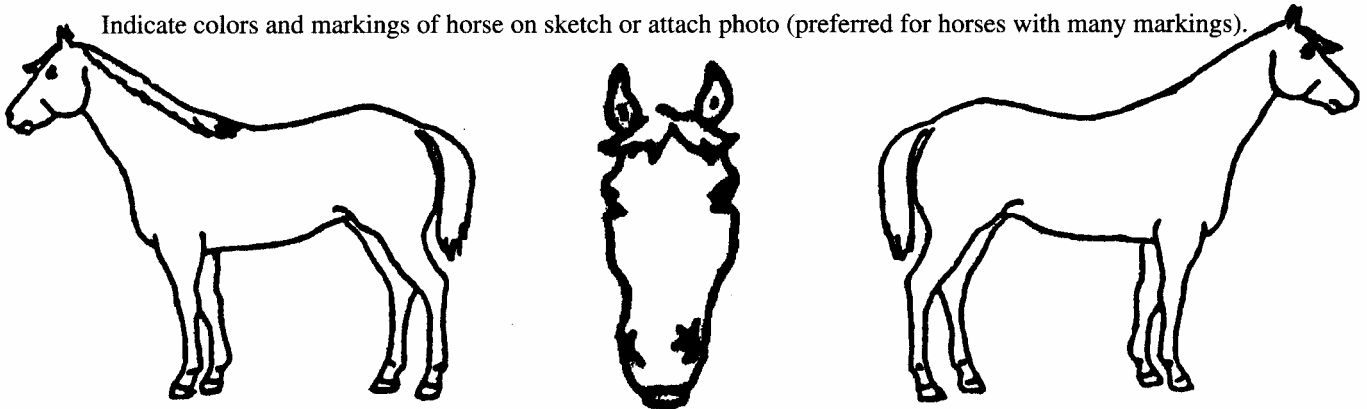 Indicate colors and markings of horse on sketch or attach photo (preferred for horses with many markings).